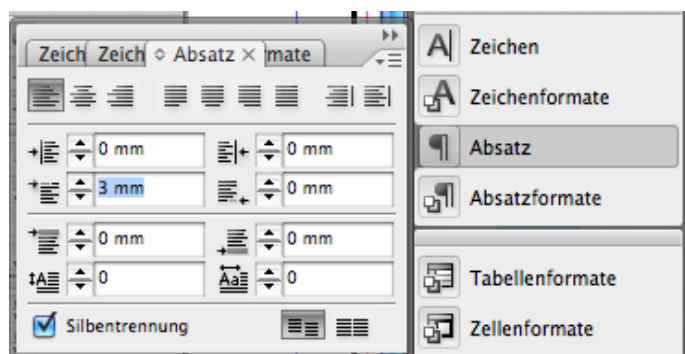 Zeich Zeich Absatz mate
0 mm 0 mm
3 mm 0 mm
0 mm 0 mm
0 0
Silbentrennung
Zeichen
Zeichenformate
Absatz
Absatzformate
Tabellenformate
Zellenformate